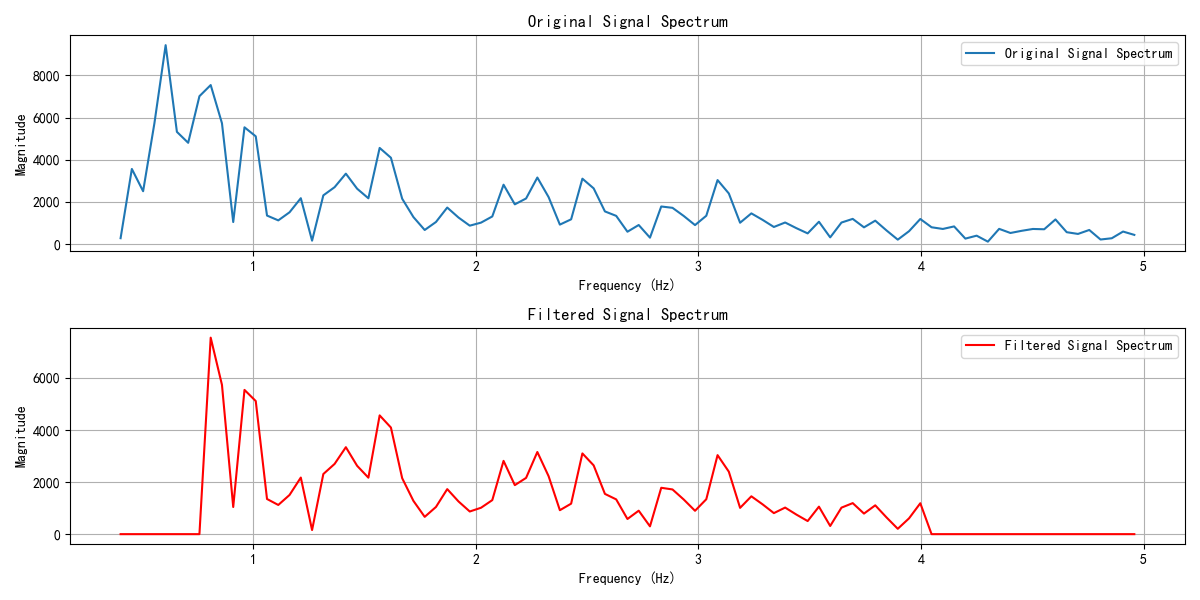 Original Signal Spectrum
Original Signal Spectrum
8000
6000
4000
2000
0
Magnitude
1 2 3 4 5
Frequency (Hz)
Filtered Signal Spectrum
Filtered Signal Spectrum
6000
4000
2000
0
Magnitude
1 2 3 4 5
Frequency (Hz)